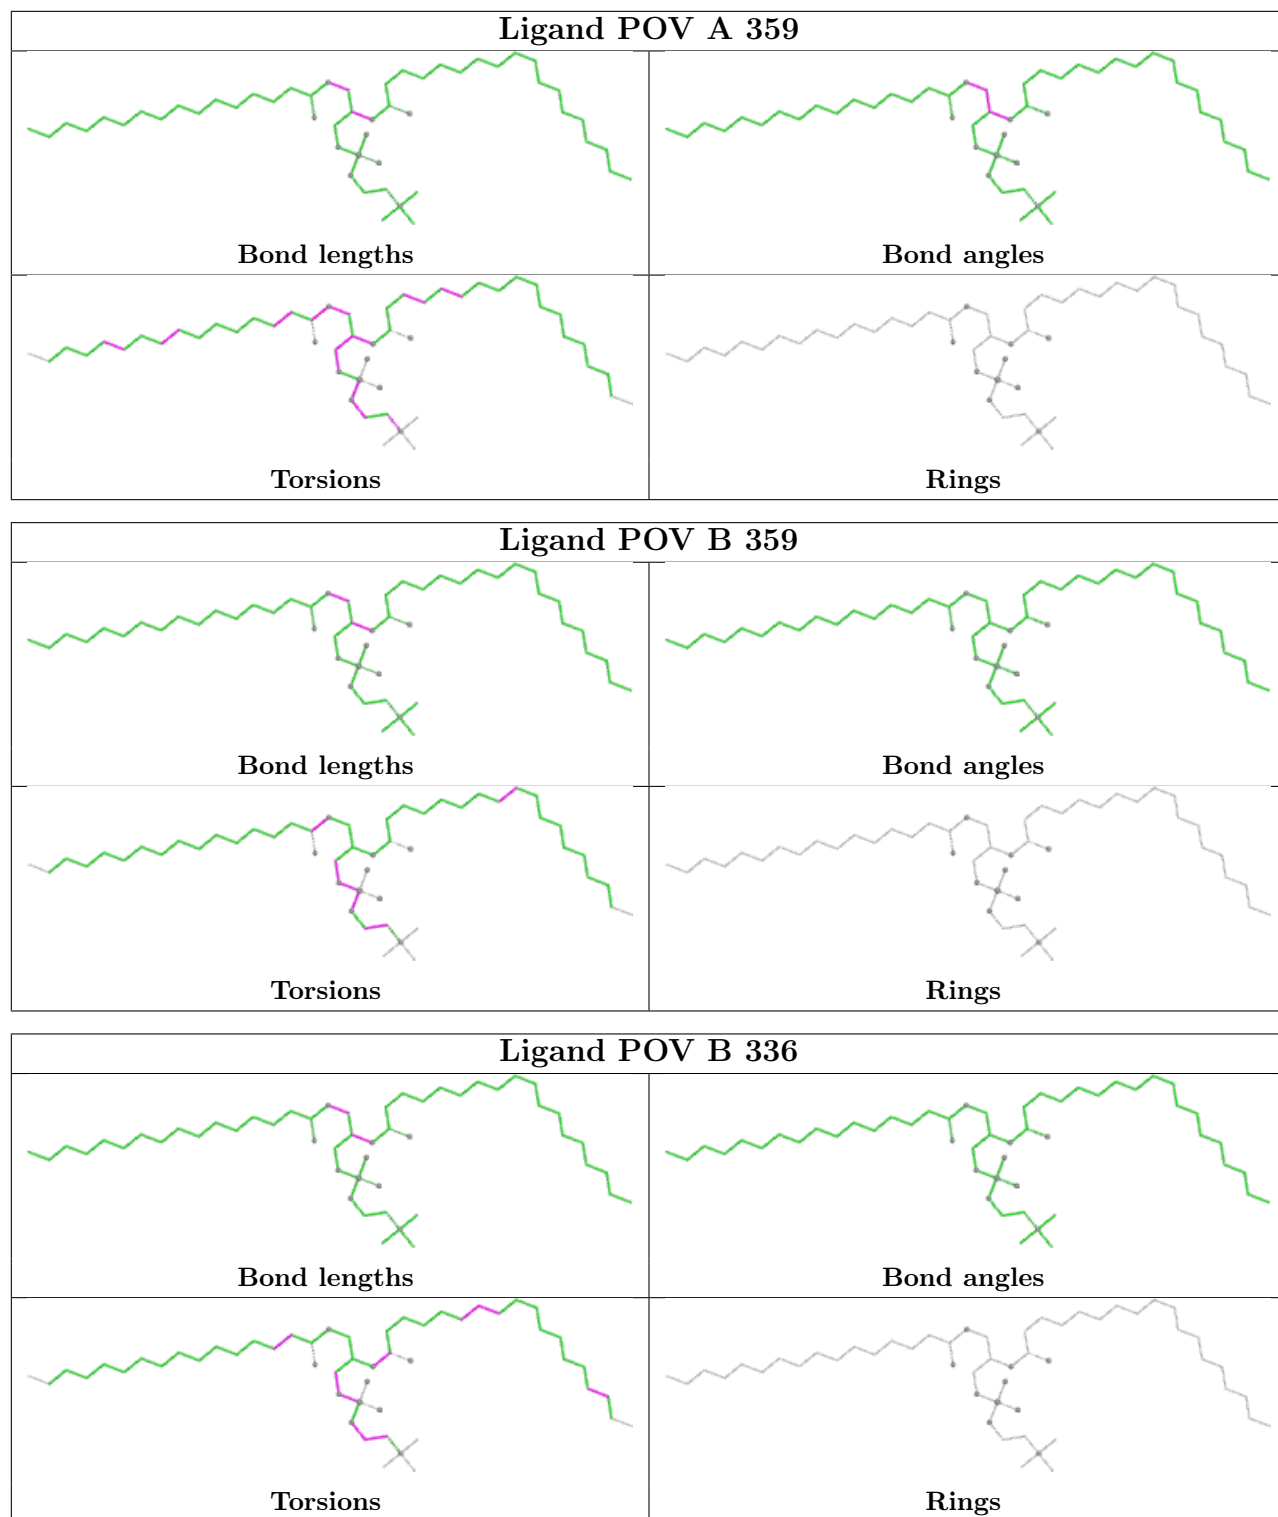 Ligand POV A 359
Bond lengths
Bond angles
Torsions
Rings
Ligand POV B 359
Bond lengths
Bond angles
Torsions
Rings
Ligand POV B 336
Bond lengths
Bond angles
Torsions
Rings